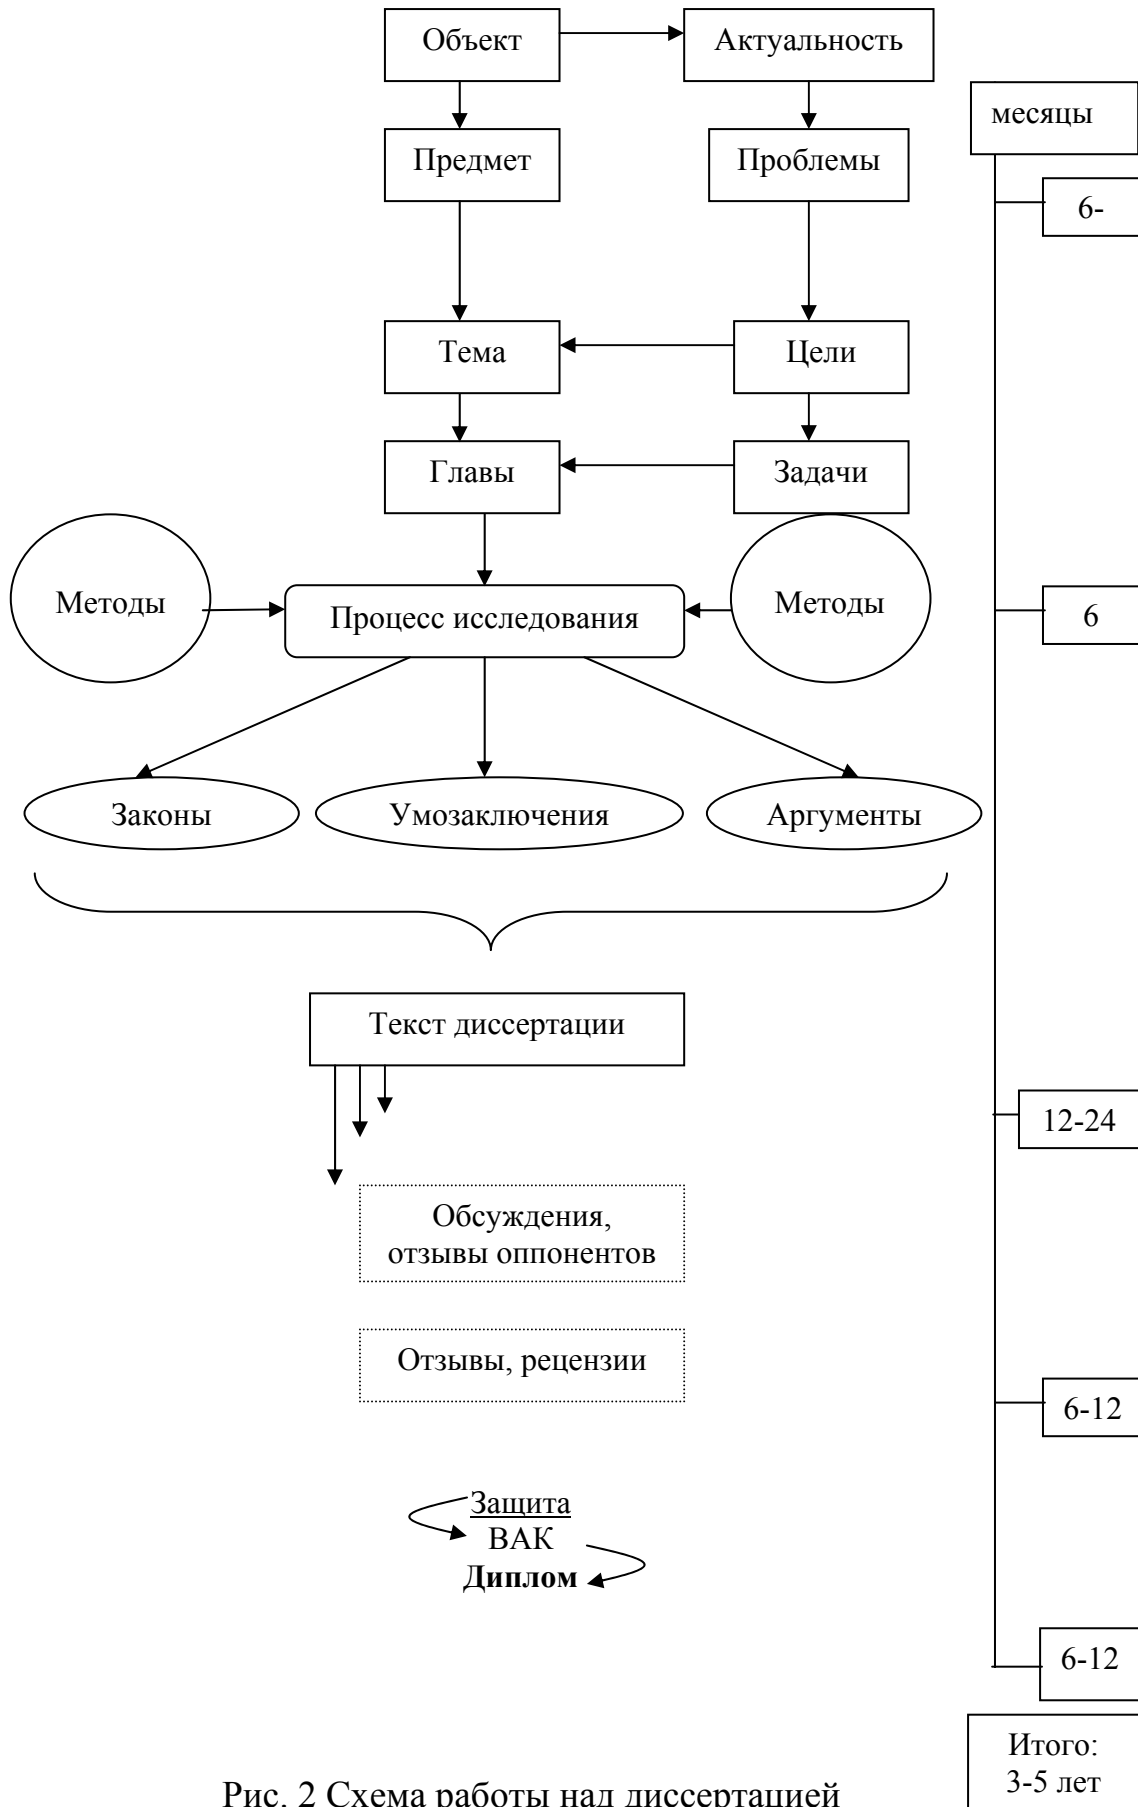 Объект
Актуальность
месяцы
Предмет
Проблемы
6-
Тема
Цели
Главы
Задачи
Методы
Процесс исследования
Методы
6
Законы
Умозаключения
Аргументы
Текст диссертации
12-24
Обсуждения,
отзывы оппонентов
Отзывы, рецензии
6-12
Защита
ВАК
Диплом
6-12
Итого:
3-5 лет
Рис. 2 Схема работы над диссертацией